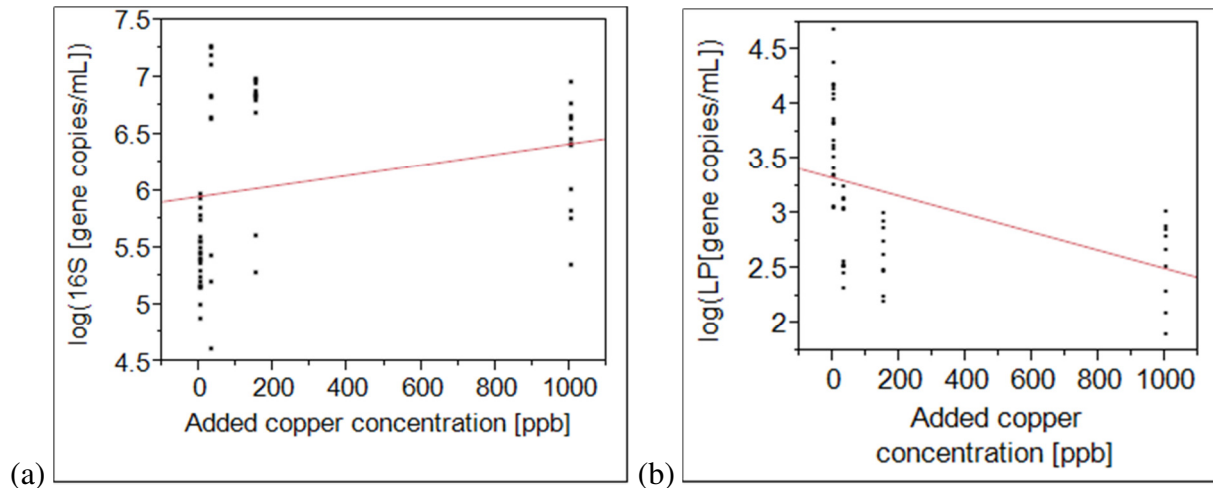 (a)
log(16S [gene copies/mL])
7.5
7
6.5
6
5.5
5
4.5
0 200 400 600 800 1000
Added copper concentration [ppb]
(b)
log(LP[gene copies/mL])
4.5
4
3.5
3
2.5
2
0 200 400 600 800 1000
Added copper
concentration [ppb]